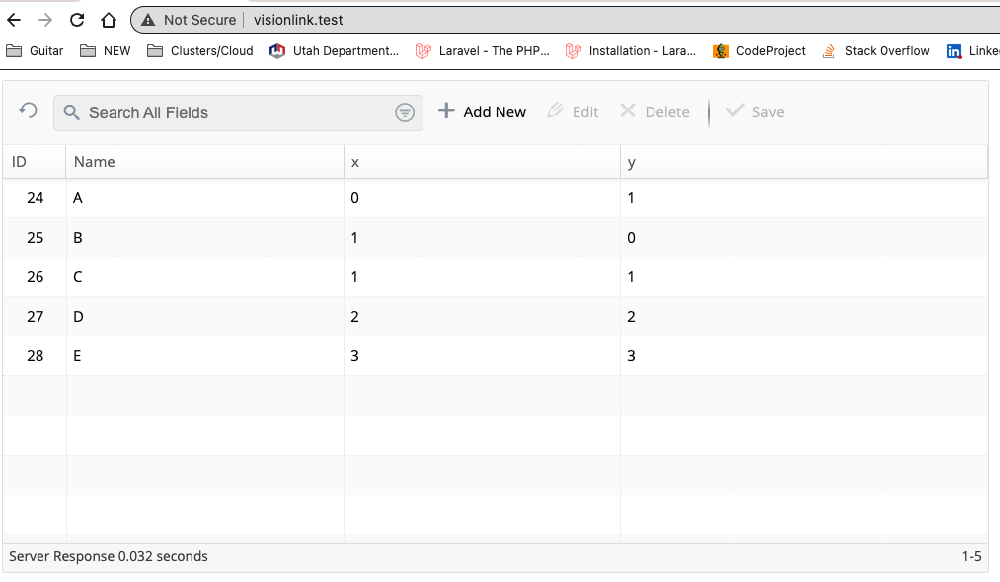 Not Secure visionlink.test
Guitar NEW Clusters/Cloud Utah Department... Laravel - The PHP... Installation - Lara... CodeProject Stack Overflow Linke
Search All Fields Add New Edit Delete Save
ID Name x y
24 A 0 1
25 B 1 0
26 C 1 1
27 D 2 2
28 E 3 3
Server Response 0.032 seconds 1-5